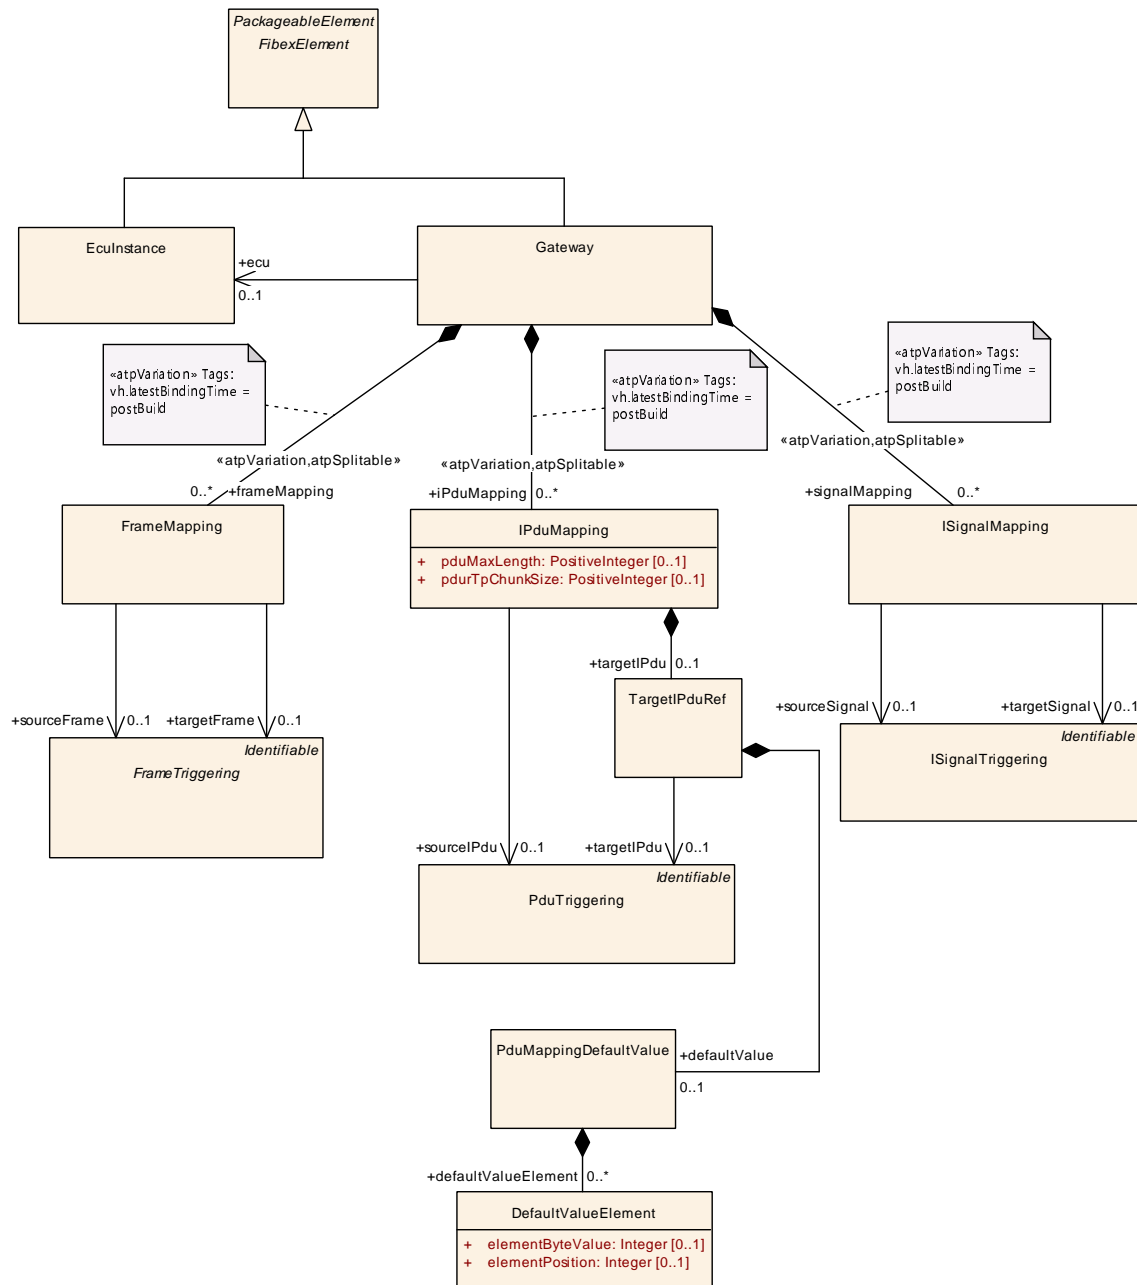 PackageableElement
FibexElement
EcuInstance
Gateway
+ecu
0..1
«atpVariation» Tags:
vh.latestBindingTime =
postBuild
«atpVariation» Tags:
vh.latestBindingTime =
postBuild
«atpVariation» Tags:
vh.latestBindingTime =
postBuild
«atpVariation,atpSplitable»
«atpVariation,atpSplitable»
«atpVariation,atpSplitable»
0..* +frameMapping
+iPduMapping 0..*
+signalMapping 0..*
FrameMapping
IPduMapping
+ pduMaxLength: PositiveInteger [0..1]
+ pdurTpChunkSize: PositiveInteger [0..1]
ISignalMapping
+targetIPdu 0..1
TargetIPduRef
+sourceFrame 0..1
+targetFrame 0..1
+sourceSignal 0..1
+targetSignal 0..1
Identifiable
FrameTriggering
Identifiable
ISignalTriggering
+sourceIPdu 0..1
+targetIPdu 0..1
Identifiable
PduTriggering
PduMappingDefaultValue
+defaultValue
0..1
+defaultValueElement 0..*
DefaultValueElement
+ elementByteValue: Integer [0..1]
+ elementPosition: Integer [0..1]